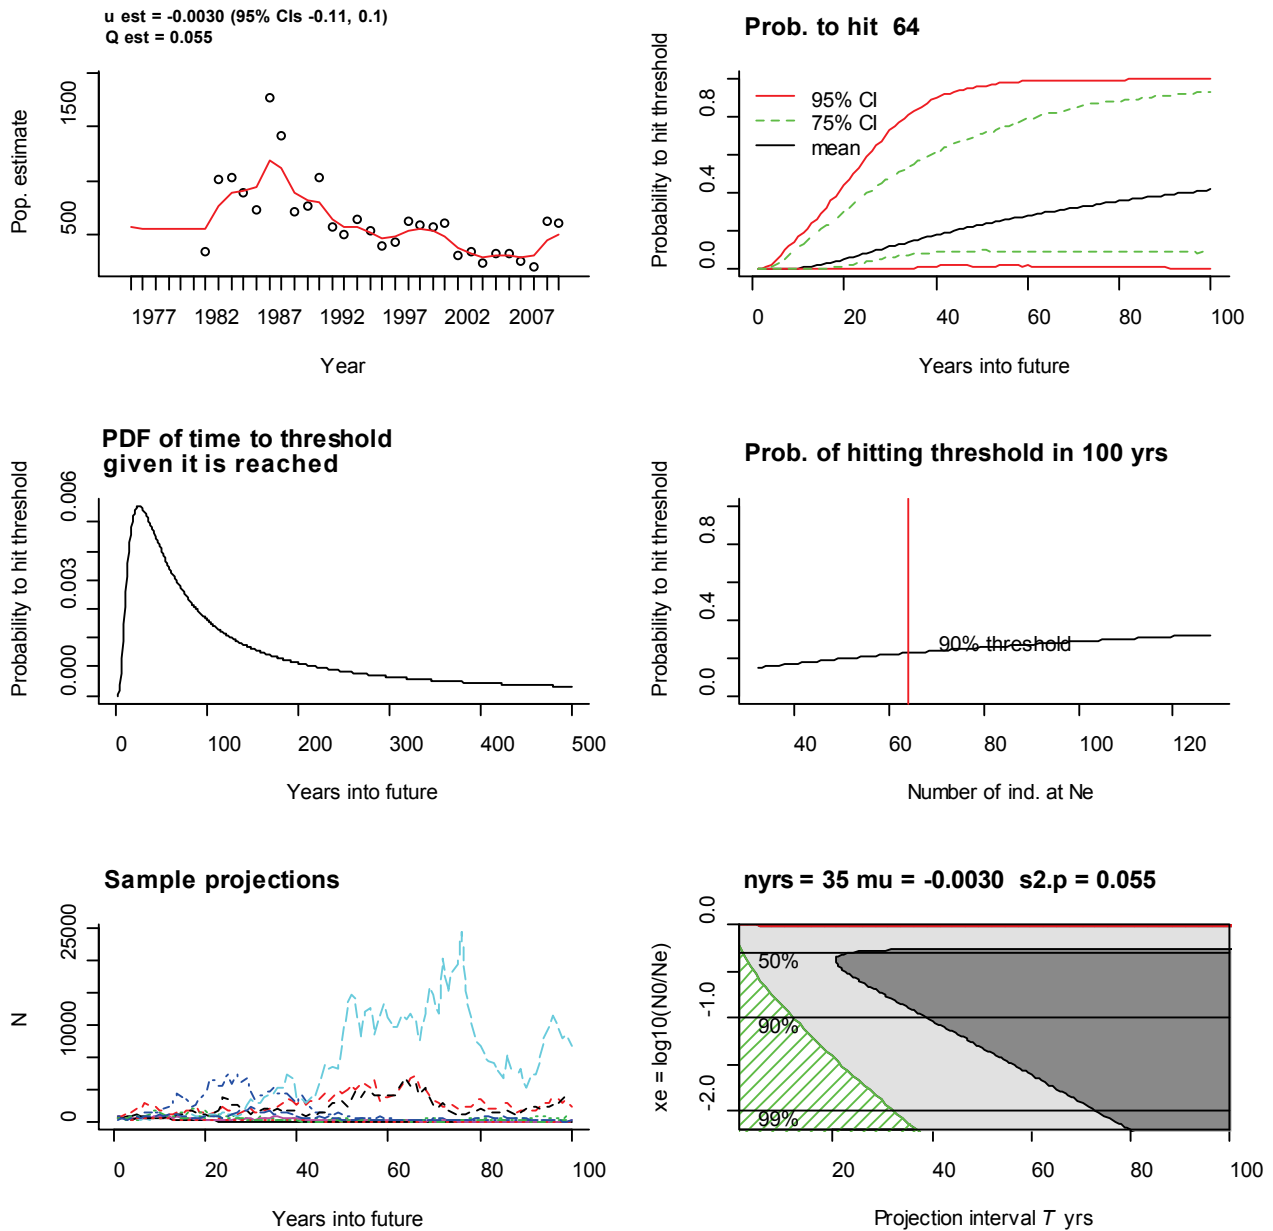 u est = -0.0030 (95% CIs -0.11, 0.1)
Q est = 0.055
Pop. estimate
500
1500
1977 1982 1987 1992 1997 2002 2007
Year
Prob. to hit 64
Probability to hit threshold
0.0
0.4
0.8
95% CI
75% CI
mean
0 20 40 60 80 100
Years into future
PDF of time to threshold
given it is reached
Probability to hit threshold
0.000
0.003
0.006
0 100 200 300 400 500
Years into future
Prob. of hitting threshold in 100 yrs
Probability to hit threshold
0.0
0.4
0.8
90% threshold
40 60 80 100 120
Number of ind. at Ne
Sample projections
N
0
10000
25000
0 20 40 60 80 100
Years into future
nyrs = 35 mu = -0.0030 s2.p = 0.055
xe = log10(N0/Ne)
0.0
-1.0
-2.0
50%
90%
99%
20 40 60 80 100
Projection interval T yrs